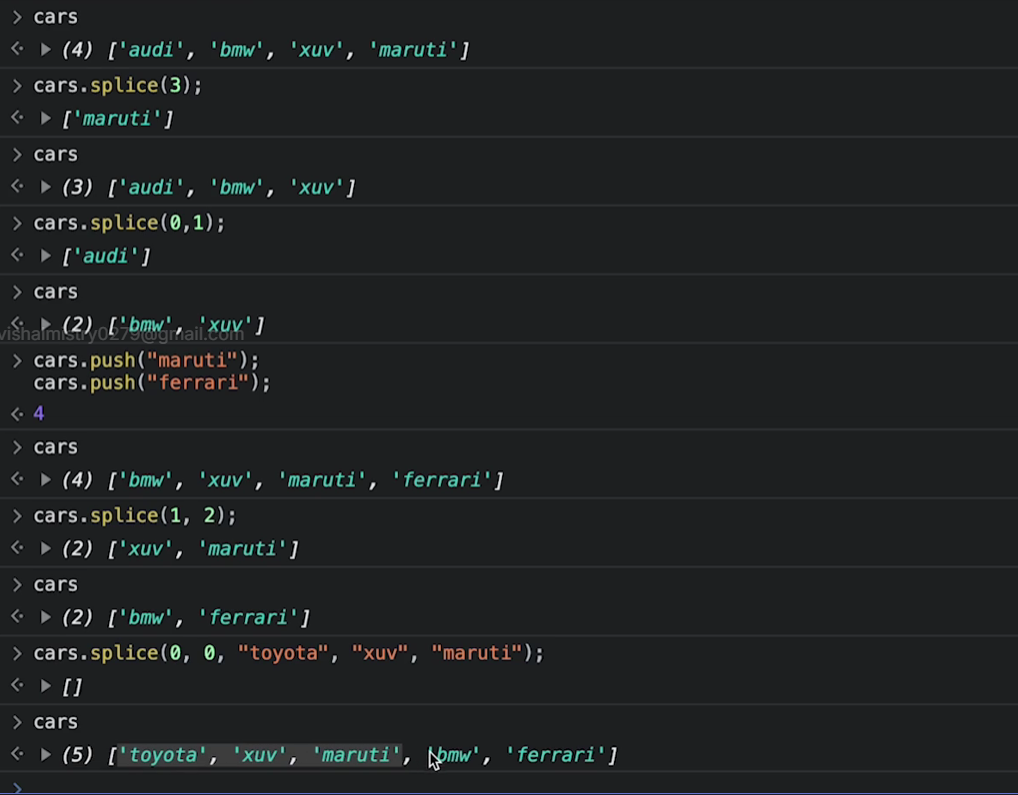 > cars
<· ▶ (4) ['audi', 'bmw', 'xuv', 'maruti']
> cars.splice(3);
<· ▶ ['maruti']
> cars
<· ▶ (3) ['audi', 'bmw', 'xuv']
> cars.splice(0,1);
<· ▶ ['audi']
> cars
<· ▶ (2) ['bmw', 'xuv']
vishalmistry0279@gmail.com
> cars.push("maruti");
cars.push("ferrari");
<· 4
> cars
<· ▶ (4) ['bmw', 'xuv', 'maruti', 'ferrari']
> cars.splice(1, 2);
<· ▶ (2) ['xuv', 'maruti']
> cars
<· ▶ (2) ['bmw', 'ferrari']
> cars.splice(0, 0, "toyota", "xuv", "maruti");
<· ▶ []
> cars
<· ▶ (5) ['toyota', 'xuv', 'maruti', 'bmw', 'ferrari']
>